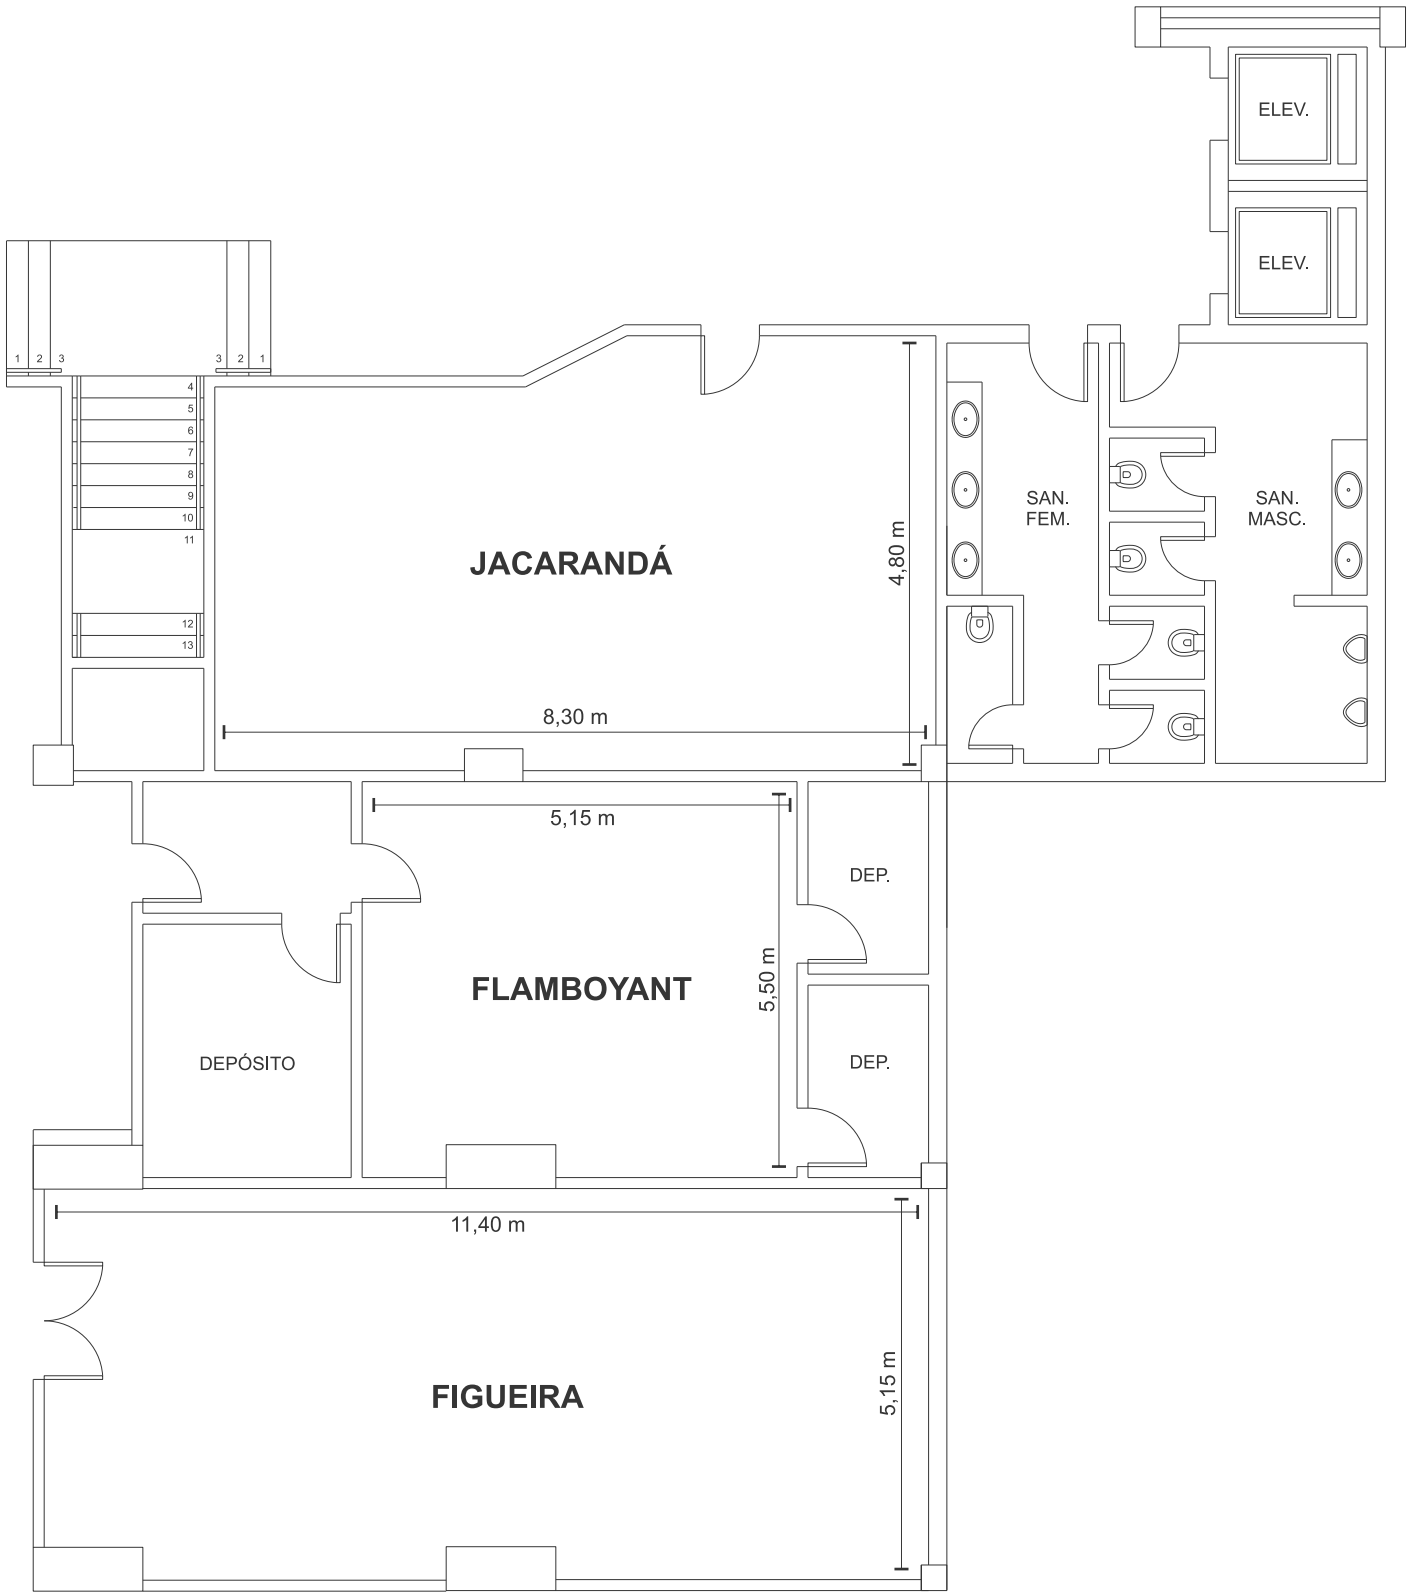 ELEV.
ELEV.
1 2 3
3 2 1
4
5
6
7
8
9
10
11
12
13
JACARANDÁ
4,80 m
8,30 m
SAN.
FEM.
SAN.
MASC.
5,15 m
DEP.
FLAMBOYANT
5,50 m
DEPÓSITO
DEP.
11,40 m
FIGUEIRA
5,15 m